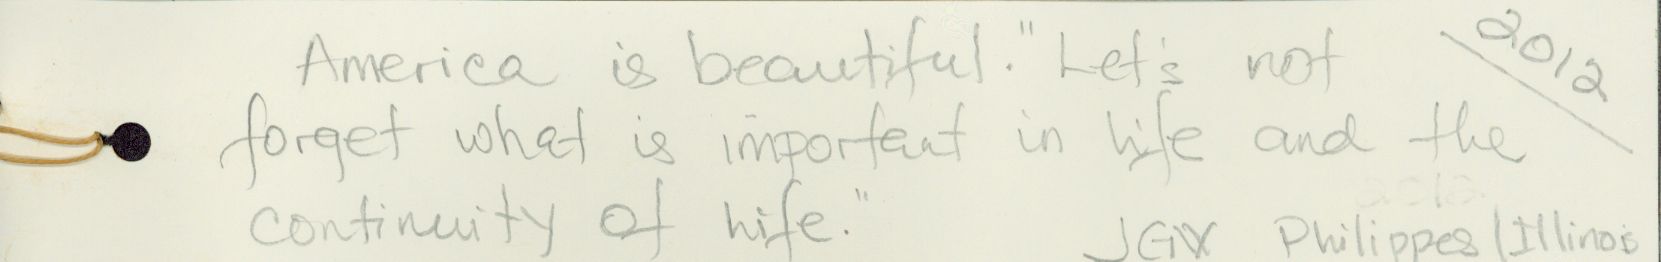 America is beautiful." Let's not
2012
forget what is important in life and the
continuity of life."
JGX Philippes/Illinois